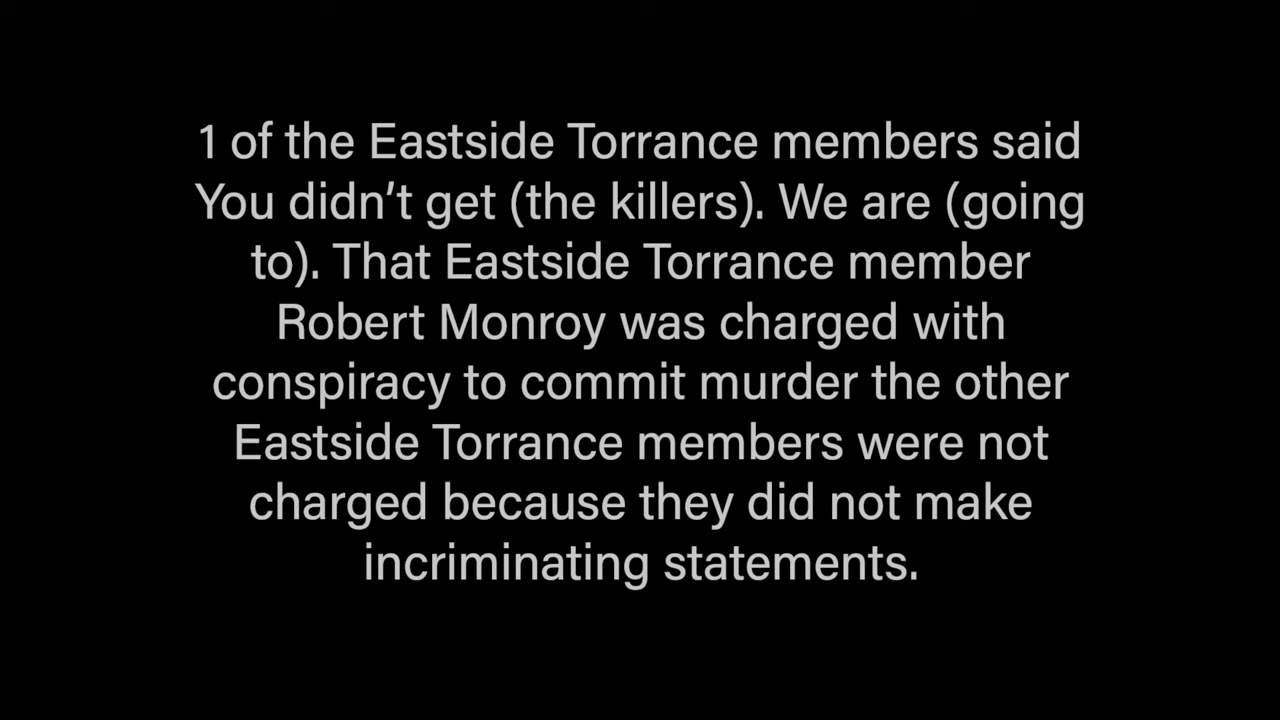 1 of the Eastside Torrance members said
You didn’t get (the killers). We are (going
to). That Eastside Torrance member
Robert Monroy was charged with
conspiracy to commit murder the other
Eastside Torrance members were not
charged because they did not make
incriminating statements.